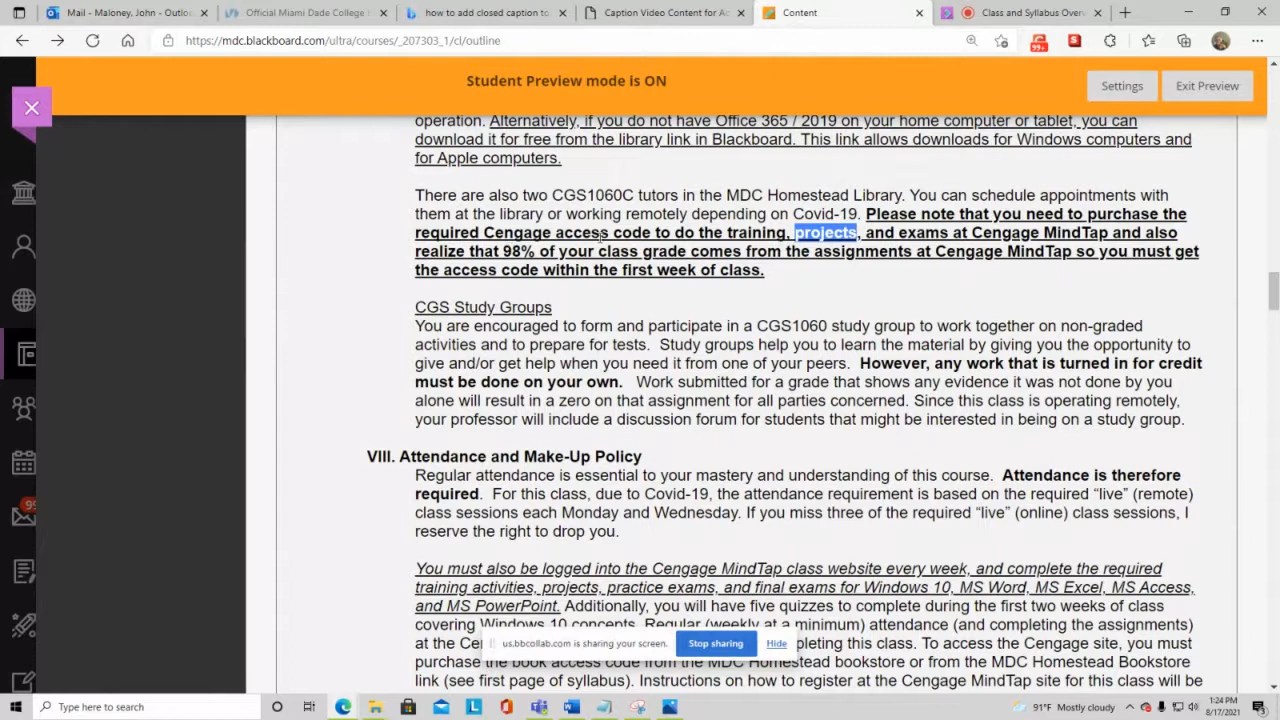 Mail - Maloney, John - Outloo
Official Miami Dade College
how to add closed caption to
Caption Video Content for Ac
Content
Class and Syllabus Overv
https://mdc.blackboard.com/ultra/courses/_207303_1/cl/outline
99+
Student Preview mode is ON
Settings
Exit Preview
operation. Alternatively, if you do not have Office 365 / 2019 on your home computer or tablet, you can
download it for free from the library link in Blackboard. This link allows downloads for Windows computers and
for Apple computers.
There are also two CGS1060C tutors in the MDC Homestead Library. You can schedule appointments with
them at the library or working remotely depending on Covid-19. Please note that you need to purchase the
required Cengage access code to do the training, projects, and exams at Cengage MindTap and also
realize that 98% of your class grade comes from the assignments at Cengage MindTap so you must get
the access code within the first week of class.
CGS Study Groups
You are encouraged to form and participate in a CGS1060 study group to work together on non-graded
activities and to prepare for tests. Study groups help you to learn the material by giving you the opportunity to
give and/or get help when you need it from one of your peers. However, any work that is turned in for credit
must be done on your own. Work submitted for a grade that shows any evidence it was not done by you
alone will result in a zero on that assignment for all parties concerned. Since this class is operating remotely,
your professor will include a discussion forum for students that might be interested in being on a study group.
VIII. Attendance and Make-Up Policy
Regular attendance is essential to your mastery and understanding of this course. Attendance is therefore
required. For this class, due to Covid-19, the attendance requirement is based on the required “live” (remote)
class sessions each Monday and Wednesday. If you miss three of the required “live” (online) class sessions, I
reserve the right to drop you.
You must also be logged into the Cengage MindTap class website every week, and complete the required
training activities, projects, practice exams, and final exams for Windows 10, MS Word, MS Excel, MS Access,
and MS PowerPoint. Additionally, you will have five quizzes to complete during the first two weeks of class
covering Windows 10 concepts. Regular (weekly at a minimum) attendance (and completing the assignments)
at the Cen
us.bbcollab.com is sharing your screen.
Stop sharing
Hide
pleting this class. To access the Cengage site, you must
purchase the book access code from the MDC Homestead bookstore or from the MDC Homestead Bookstore
link (see first page of syllabus). Instructions on how to register at the Cengage MindTap site for this class will be
Type here to search
91°F Mostly cloudy
1:24 PM
8/17/2021